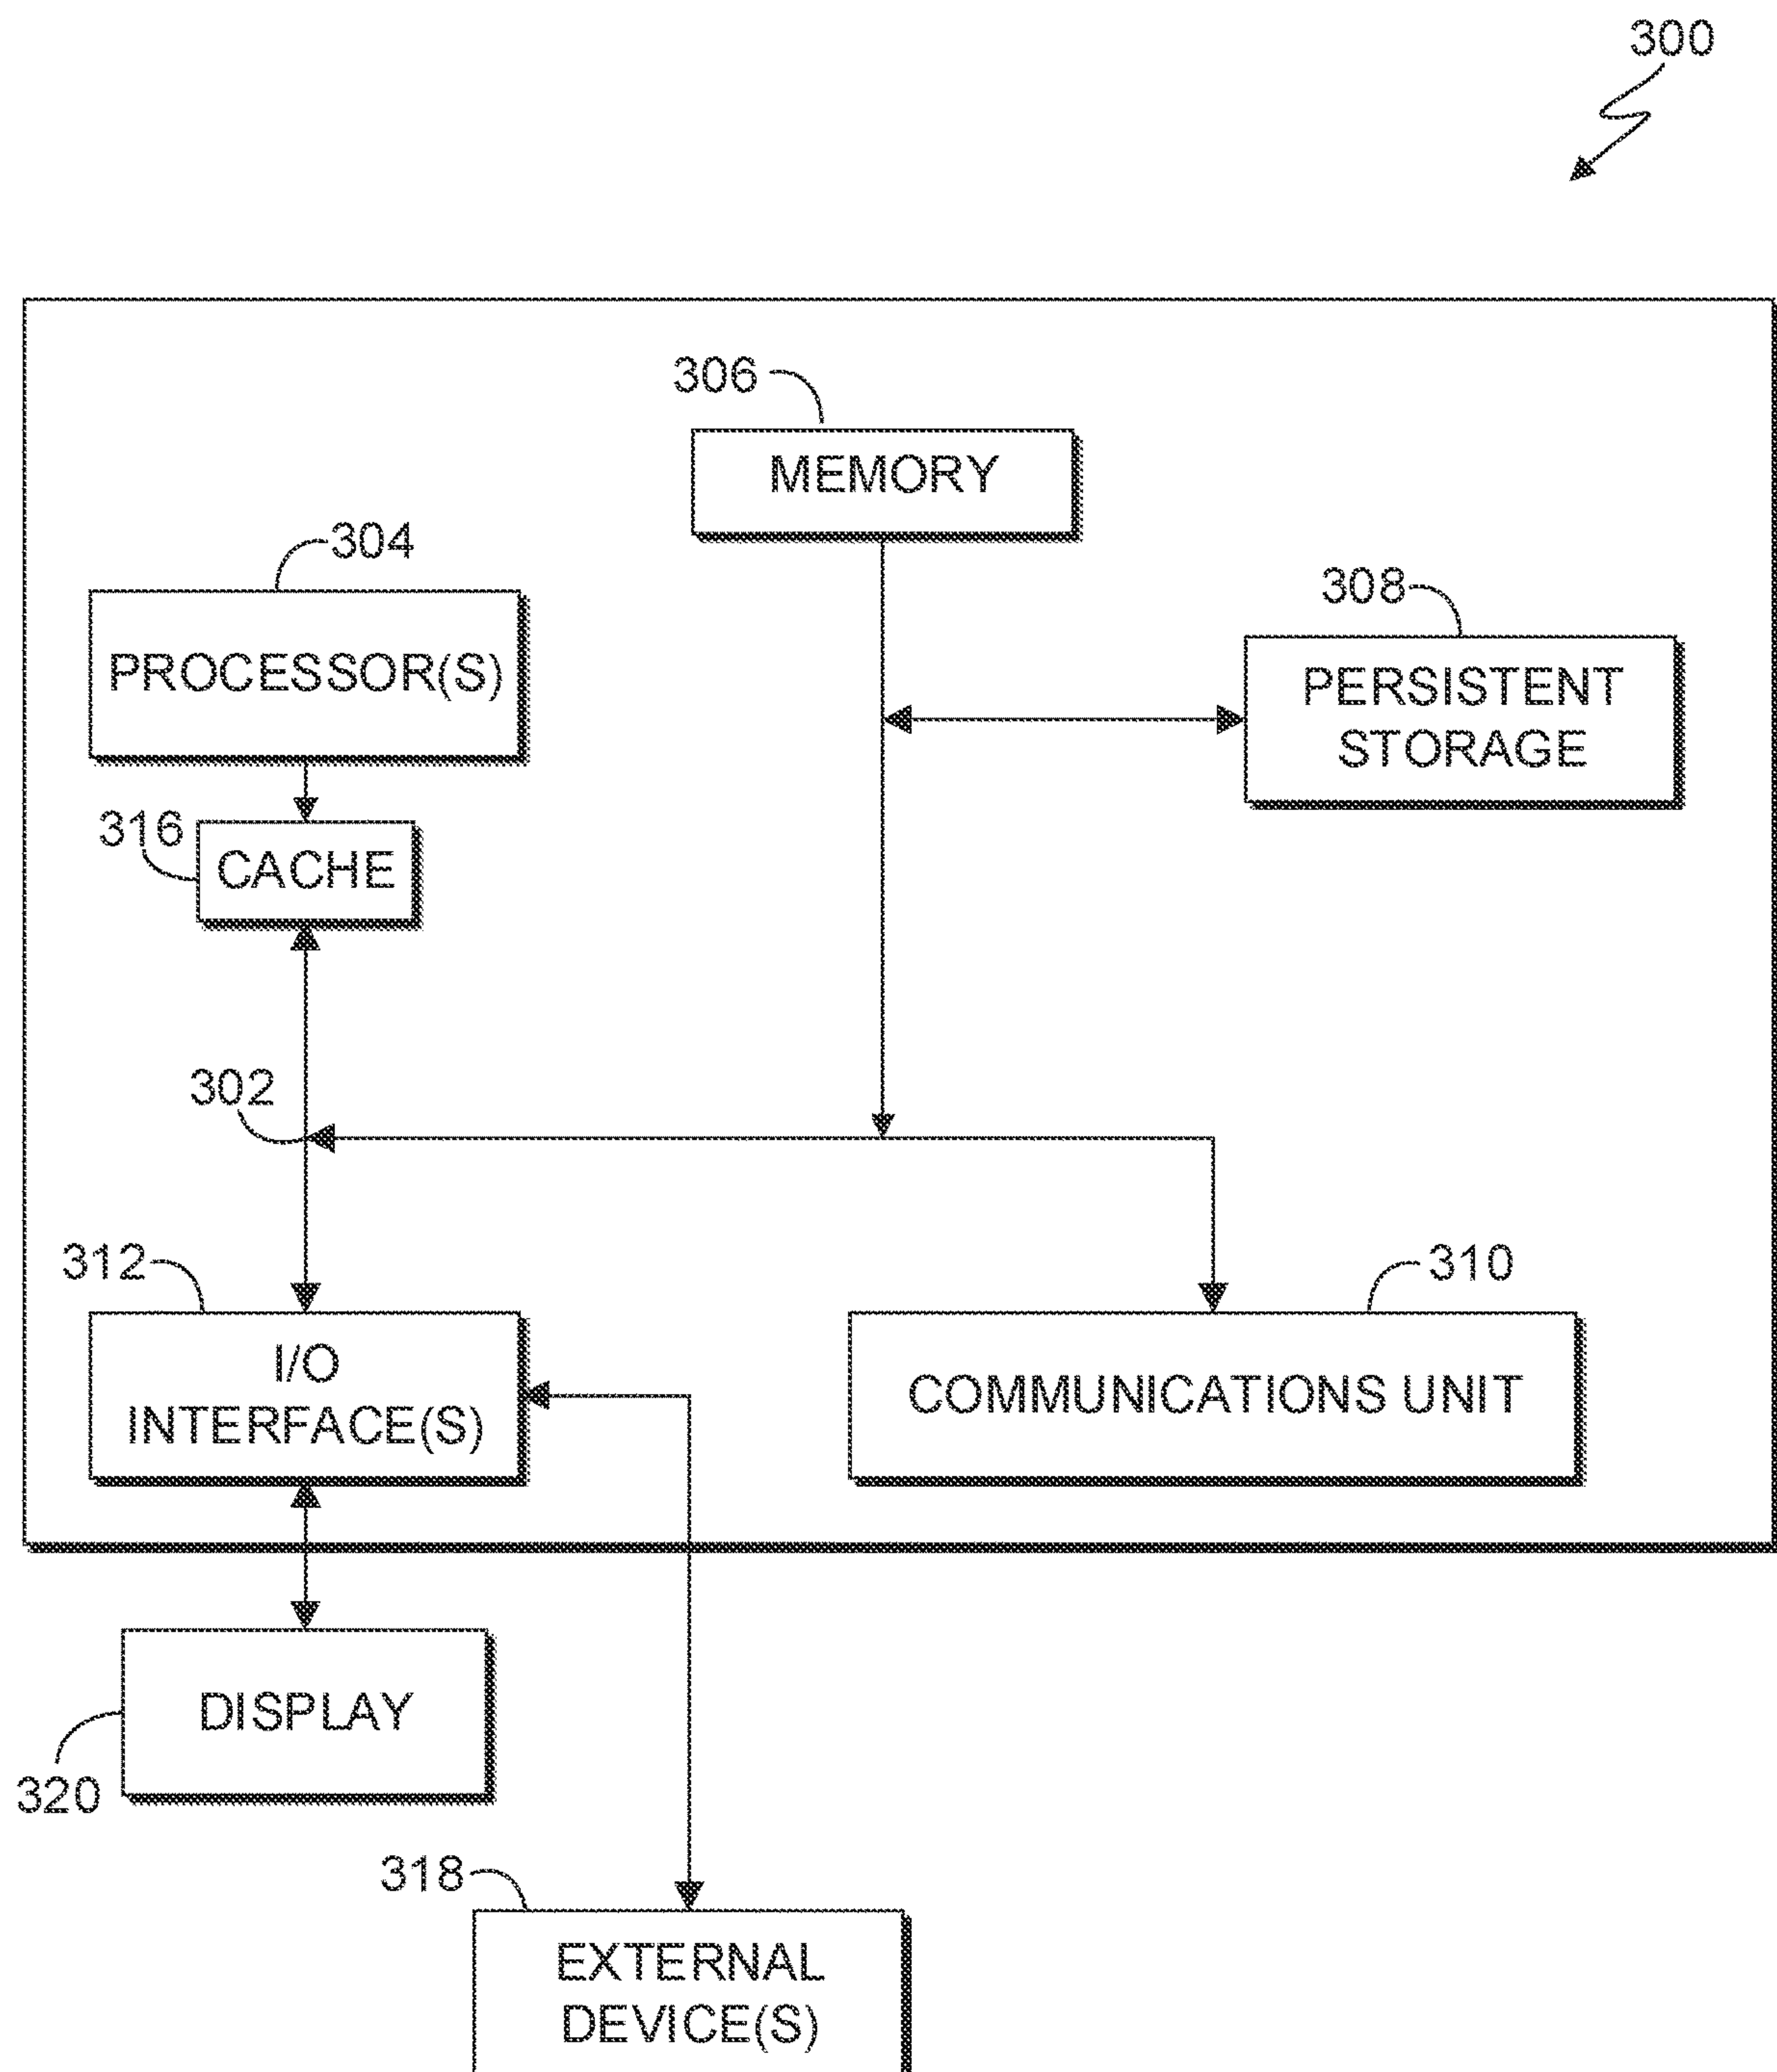 300
306
MEMORY
304
308
PROCESSOR(S)
PERSISTENT
STORAGE
316
CACHE
302
312
310
I/O
INTERFACE(S)
COMMUNICATIONS UNIT
DISPLAY
320
318
EXTERNAL
DEVICE(S)